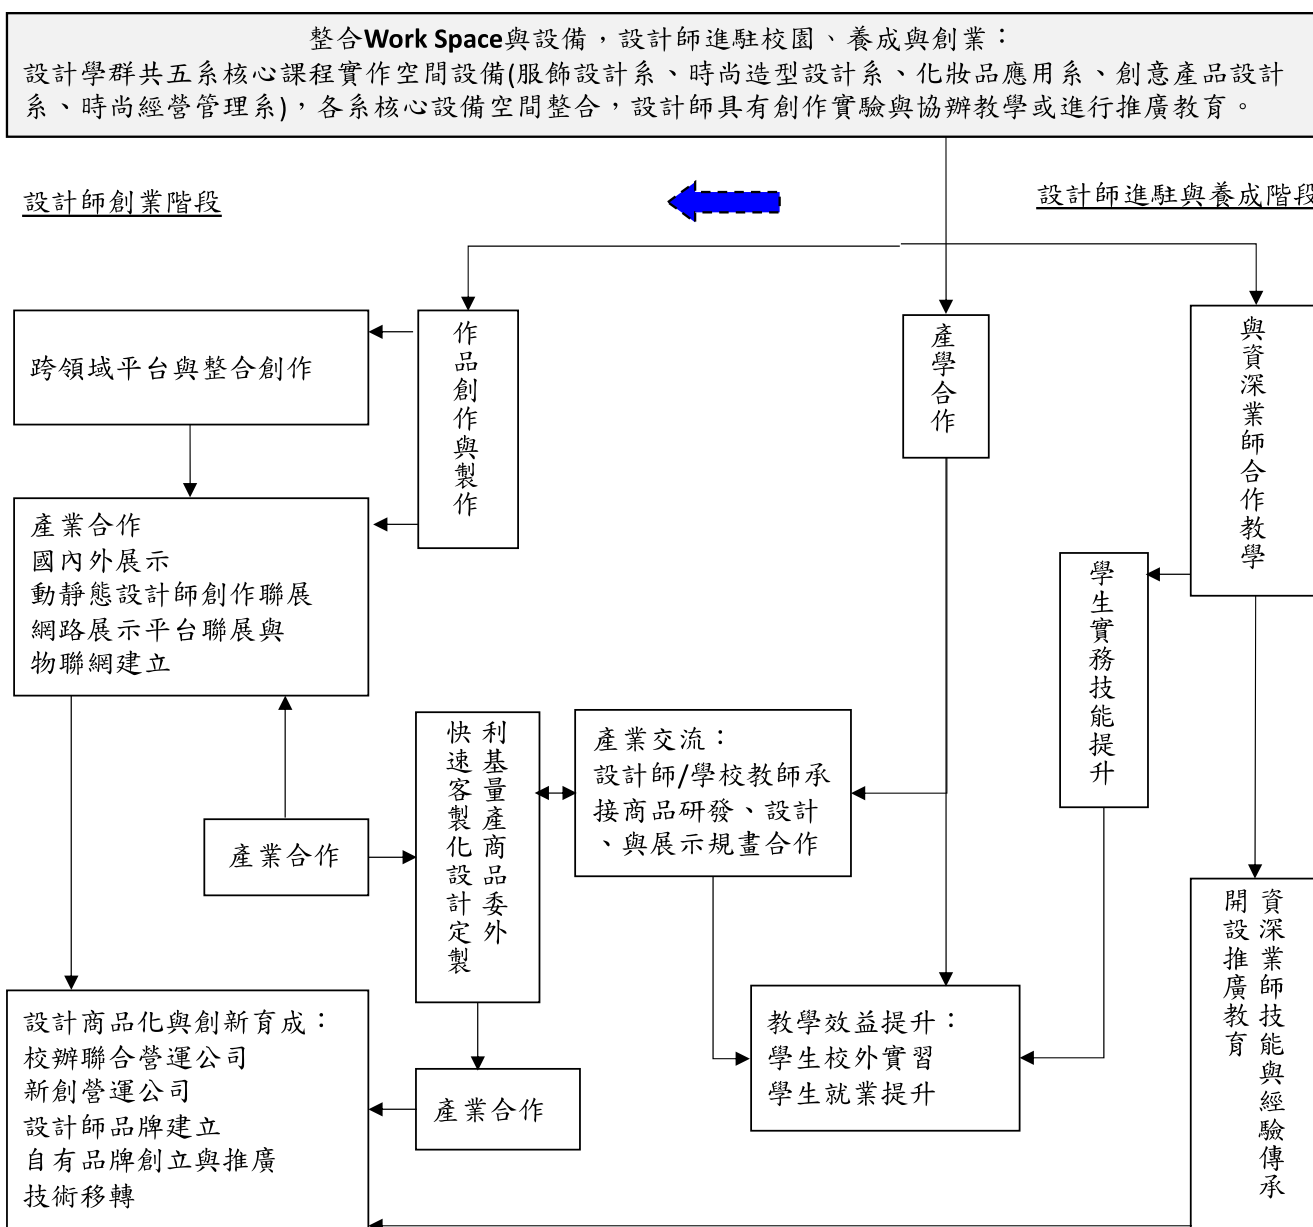 整合Work Space與設備，設計師進駐校園、養成與創業：
設計學群共五系核心課程實作空間設備(服飾設計系、時尚造型設計系、化妝品應用系、創意產品設計
系、時尚經營管理系)，各系核心設備空間整合，設計師具有創作實驗與協辦教學或進行推廣教育。
設計師創業階段
設計師進駐與養成階段
跨領域平台與整合創作
作品創作與製作
產學合作
與資深業師合作教學
產業合作
國內外展示
動靜態設計師創作聯展
網路展示平台聯展與
物聯網建立
學生實務技能提升
利基量產商品委外
快速客製化設計定製
產業交流：
設計師/學校教師承
接商品研發、設計
、與展示規畫合作
產業合作
資深業師技能與經驗傳承
開設推廣教育
設計商品化與創新育成：
校辦聯合營運公司
新創營運公司
設計師品牌建立
自有品牌創立與推廣
技術移轉
產業合作
教學效益提升：
學生校外實習
學生就業提升